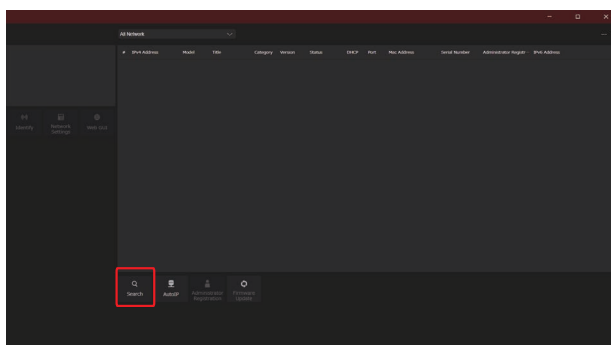 All Network
# IPv4 Address Model Title Category Version Status DHCP Port Mac Address Serial Number Administrator Registr… IPv6 Address
Identify Network Settings Web GUI
Search AutoIP Administrator Registration Firmware Update